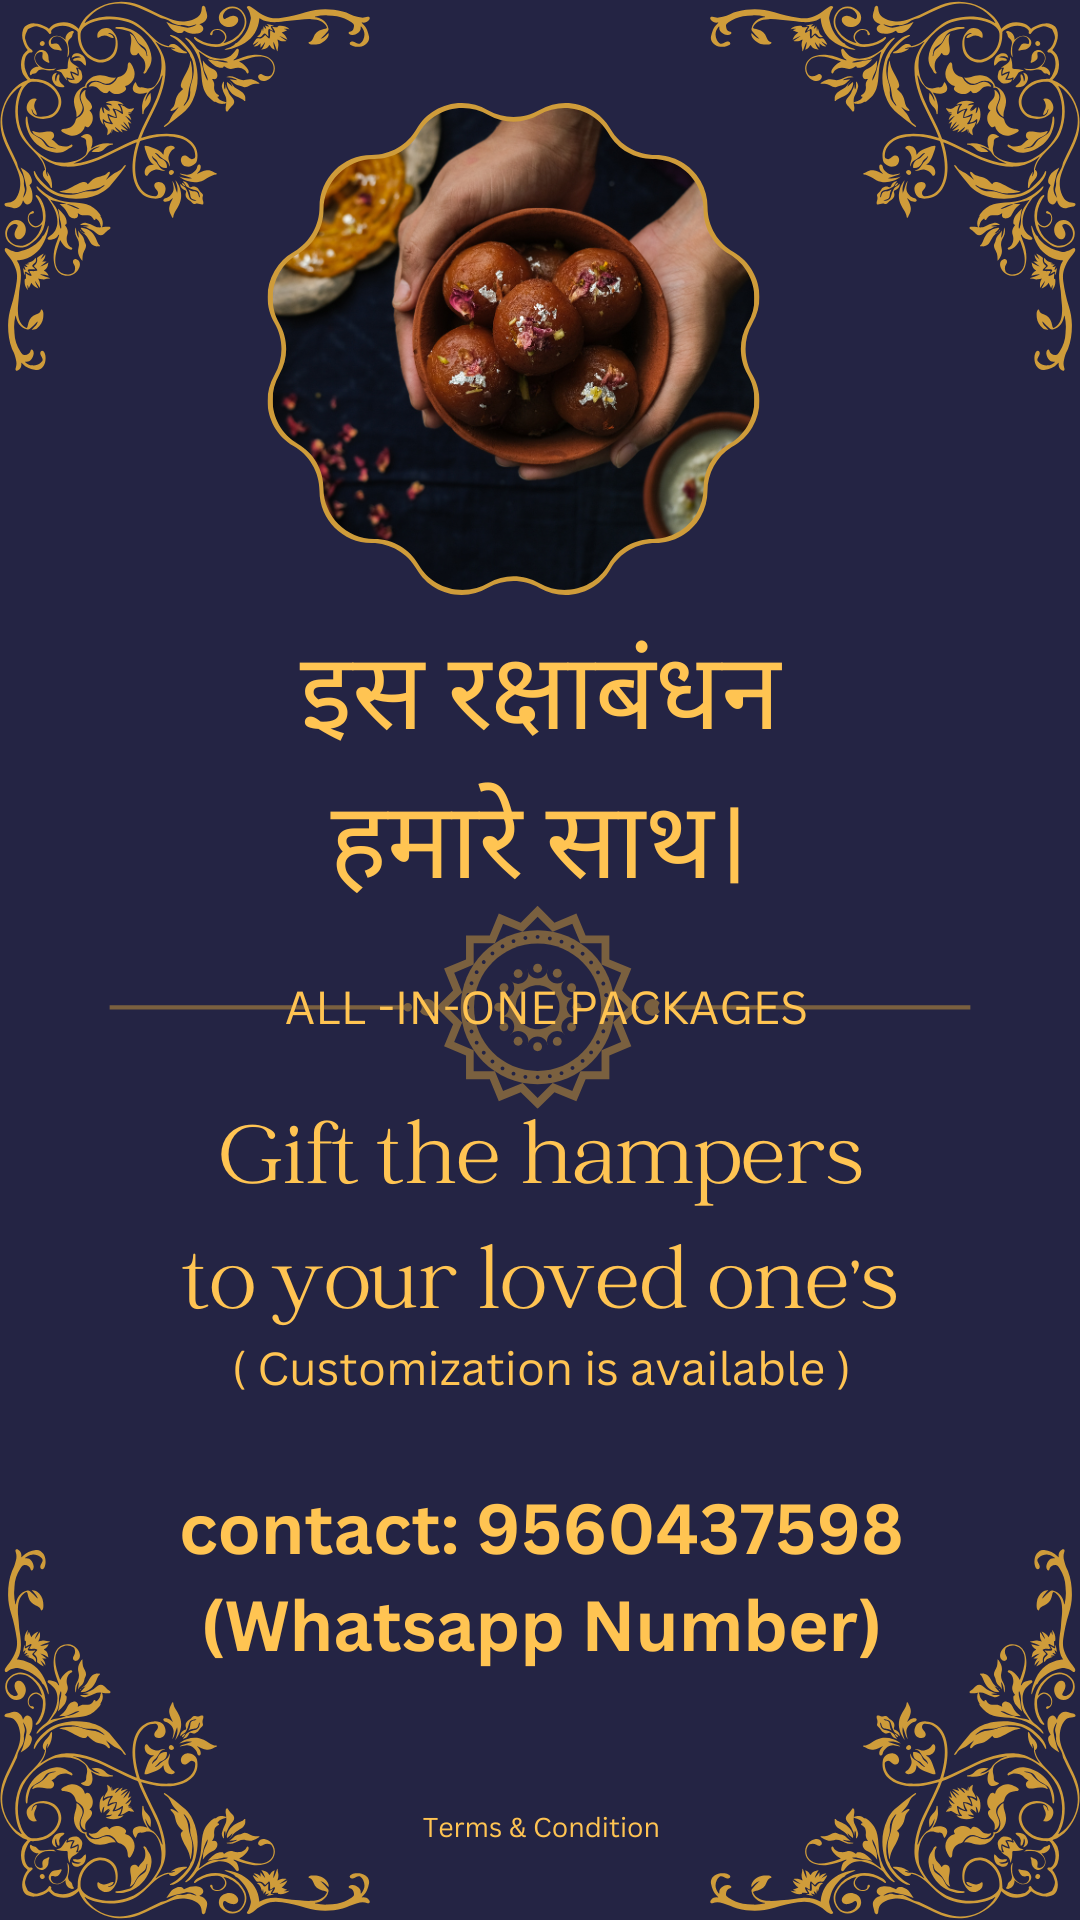 इस रक्षाबंधन
हमारे साथ|
ALL -IN-ONE PACKAGES
Gift the hampers
to your loved one's
( Customization is available )
contact: 9560437598
(Whatsapp Number)
Terms & Condition